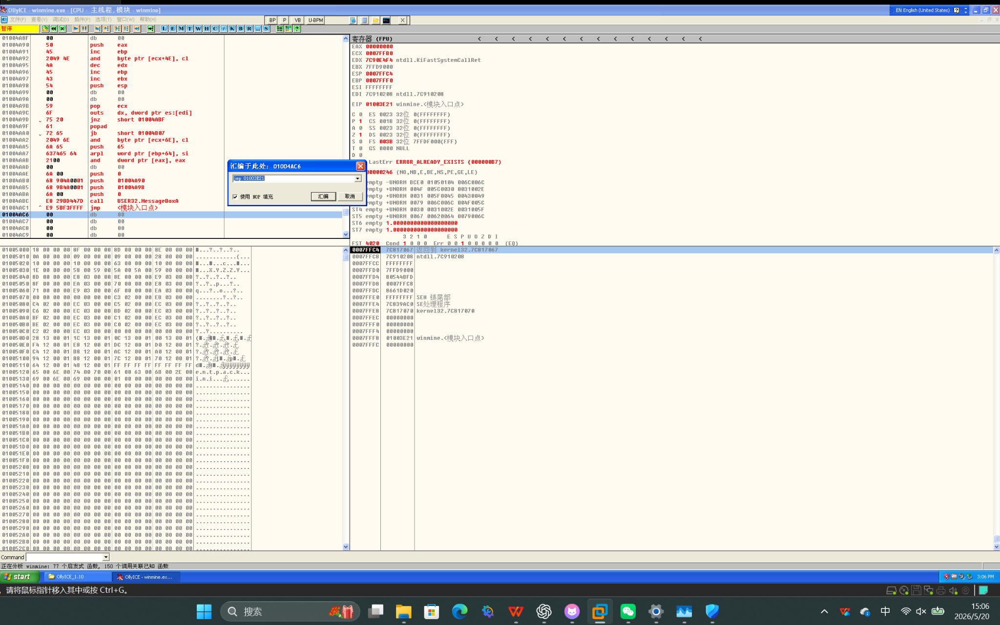 OllyICE - winmine.exe - [CPU - 主线程, 模块 - winmine]
EN English (United States)
文件(F) 查看(V) 调试(D) 插件(P) 选项(T) 窗口(W) 帮助(H)
BP P VB U-BPM
暂停
L E M T W H C / K B R ... S
01004A8F 00 db 00
01004A90 50 push eax
01004A91 45 inc ebp
01004A92 2049 4E and byte ptr [ecx+4E], cl
01004A95 4A dec edx
01004A96 45 inc ebp
01004A97 43 inc ebx
01004A98 54 push esp
01004A99 00 db 00
01004A9A 00 db 00
01004A9B 59 pop ecx
01004A9C 6F outs dx, dword ptr es:[edi]
01004A9D 75 20 jnz short 01004ABF
01004A9F 61 popad
01004AA0 72 65 jb short 01004B07
01004AA2 2049 6E and byte ptr [ecx+6E], cl
01004AA5 6A 65 push 65
01004AA7 637465 64 arpl word ptr [ebp+64], si
01004AAB 2100 and dword ptr [eax], eax
01004AAD 00 db 00
01004AAE 6A 00 push 0
01004AB0 68 904A0001 push 01004A90
01004AB5 68 9B4A0001 push 01004A9B
01004ABA 6A 00 push 0
01004ABC E8 29BD447D call USER32.MessageBoxA
01004AC1 E9 5BF3FFFF jmp <模块入口点>
01004AC6 00 db 00
01004AC7 00 db 00
01004AC8 00 db 00
01004AC9 00 db 00
汇编于此处: 01004AC6
jmp 01003E21
使用 NOP 填充 汇编 取消
寄存器 (FPU) < < < < < < < < < < < < < <
EAX 00000000
ECX 0007FFB0
EDX 7C90E4F4 ntdll.KiFastSystemCallRet
EBX 7FFD9000
ESP 0007FFC4
EBP 0007FFF0
ESI FFFFFFFF
EDI 7C910208 ntdll.7C910208
EIP 01003E21 winmine.<模块入口点>
C 0 ES 0023 32位 0(FFFFFFFF)
P 1 CS 001B 32位 0(FFFFFFFF)
A 0 SS 0023 32位 0(FFFFFFFF)
Z 1 DS 0023 32位 0(FFFFFFFF)
S 0 FS 003B 32位 7FFDF000(FFF)
T 0 GS 0000 NULL
D 0
LastErr ERROR_ALREADY_EXISTS (000000B7)
00000246 (NO,NB,E,BE,NS,PE,GE,LE)
empty -UNORM BCE0 01050104 006C006C
empty +UNORM 004F 005C0030 0031002E
empty +UNORM 0031 005F0045 00430049
empty +UNORM 0079 006C006C 004F005C
ST4 empty +UNORM 0030 0031002E 0031005F
ST5 empty +UNORM 0067 00620064 0079006C
ST6 empty 1.0000000000000000000
ST7 empty 1.0000000000000000000
3 2 1 0 E S P U O Z D I
FST 4020 Cond 1 0 0 0 Err 0 0 1 0 0 0 0 0 (EQ)
01005000 18 00 00 00 8F 00 00 00 8D 00 00 00 8E 00 00 00
01005010 0A 00 00 00 09 00 00 00 09 00 00 00 28 00 00 00
01005020 10 00 00 00 10 00 00 00 63 00 00 00 10 00 00 00
01005030 1E 00 00 00 58 00 59 00 5A 00 5A 00 59 00 00 00
01005040 8D 00 00 00 E8 03 00 00 8E 00 00 00 E9 03 00 00
01005050 8F 00 00 00 EA 03 00 00 70 00 00 00 E8 03 00 00
01005060 71 00 00 00 E9 03 00 00 6F 00 00 00 EA 03 00 00
01005070 00 00 00 00 00 00 00 00 C3 02 00 00 EB 03 00 00
01005080 C4 02 00 00 EC 03 00 00 C5 02 00 00 EC 03 00 00
01005090 C6 02 00 00 EC 03 00 00 BD 02 00 00 EC 03 00 00
010050A0 BF 02 00 00 EC 03 00 00 C1 02 00 00 EC 03 00 00
010050B0 BE 02 00 00 EC 03 00 00 C0 02 00 00 EC 03 00 00
010050C0 C2 02 00 00 EC 03 00 00 00 00 00 00 00 00 00 00
010050D0 28 13 00 01 1C 13 00 01 0C 13 00 01 00 13 00 01
010050E0 F4 12 00 01 E8 12 00 01 DC 12 00 01 D0 12 00 01
010050F0 C4 12 00 01 B8 12 00 01 AC 12 00 01 A0 12 00 01
01005100 94 12 00 01 88 12 00 01 7C 12 00 01 70 12 00 01
01005110 64 12 00 01 48 12 00 01 FF FF FF FF FF FF FF FF
01005120 65 00 6E 00 74 00 70 00 61 00 63 00 6B 00 2E 00 e.n.t.p.a.c.k...
01005130 69 00 6E 00 69 00 00 00 01 00 00 00 00 00 00 00
01005140 00 00 00 00 00 00 00 00 00 00 00 00 00 00 00 00 ................
01005150 00 00 00 00 00 00 00 00 00 00 00 00 00 00 00 00 ................
01005160 00 00 00 00 00 00 00 00 00 00 00 00 00 00 00 00 ................
01005170 00 00 00 00 00 00 00 00 00 00 00 00 00 00 00 00 ................
01005180 00 00 00 00 00 00 00 00 00 00 00 00 00 00 00 00 ................
01005190 00 00 00 00 00 00 00 00 00 00 00 00 00 00 00 00 ................
010051A0 00 00 00 00 00 00 00 00 00 00 00 00 00 00 00 00 ................
010051B0 00 00 00 00 00 00 00 00 00 00 00 00 00 00 00 00 ................
010051C0 00 00 00 00 00 00 00 00 00 00 00 00 00 00 00 00 ................
010051D0 00 00 00 00 00 00 00 00 00 00 00 00 00 00 00 00 ................
010051E0 00 00 00 00 00 00 00 00 00 00 00 00 00 00 00 00 ................
010051F0 00 00 00 00 00 00 00 00 00 00 00 00 00 00 00 00 ................
01005200 00 00 00 00 00 00 00 00 00 00 00 00 00 00 00 00 ................
01005210 00 00 00 00 00 00 00 00 00 00 00 00 00 00 00 00 ................
01005220 00 00 00 00 00 00 00 00 00 00 00 00 00 00 00 00 ................
01005230 00 00 00 00 00 00 00 00 00 00 00 00 00 00 00 00 ................
01005240 00 00 00 00 00 00 00 00 00 00 00 00 00 00 00 00 ................
01005250 00 00 00 00 00 00 00 00 00 00 00 00 00 00 00 00 ................
01005260 00 00 00 00 00 00 00 00 00 00 00 00 00 00 00 00 ................
01005270 00 00 00 00 00 00 00 00 00 00 00 00 00 00 00 00 ................
01005280 00 00 00 00 00 00 00 00 00 00 00 00 00 00 00 00 ................
01005290 00 00 00 00 00 00 00 00 00 00 00 00 00 00 00 00 ................
010052A0 00 00 00 00 00 00 00 00 00 00 00 00 00 00 00 00 ................
010052B0 00 00 00 00 00 00 00 00 00 00 00 00 00 00 00 00 ................
010052C0 00 00 00 00 00 00 00 00 00 00 00 00 00 00 00 00 ................
0007FFC4 7C817067 返回到 kernel32.7C817067
0007FFC8 7C910208 ntdll.7C910208
0007FFCC FFFFFFFF
0007FFD0 7FFD9000
0007FFD4 80544BFD
0007FFD8 0007FFC8
0007FFDC 8661D020
0007FFE0 FFFFFFFF SEH 链尾部
0007FFE4 7C839AC0 SE处理程序
0007FFE8 7C817070 kernel32.7C817070
0007FFEC 00000000
0007FFF0 00000000
0007FFF4 00000000
0007FFF8 01003E21 winmine.<模块入口点>
0007FFFC 00000000
Command
正在分析 winmine: 77 个启发式 函数, 150 个调用关联已知 函数
start OllyICE_1.10 OllyICE - winmine.ex... 3:06 PM
, 请将鼠标指针移入其中或按 Ctrl+G。
搜索
中
15:06
2026/5/20